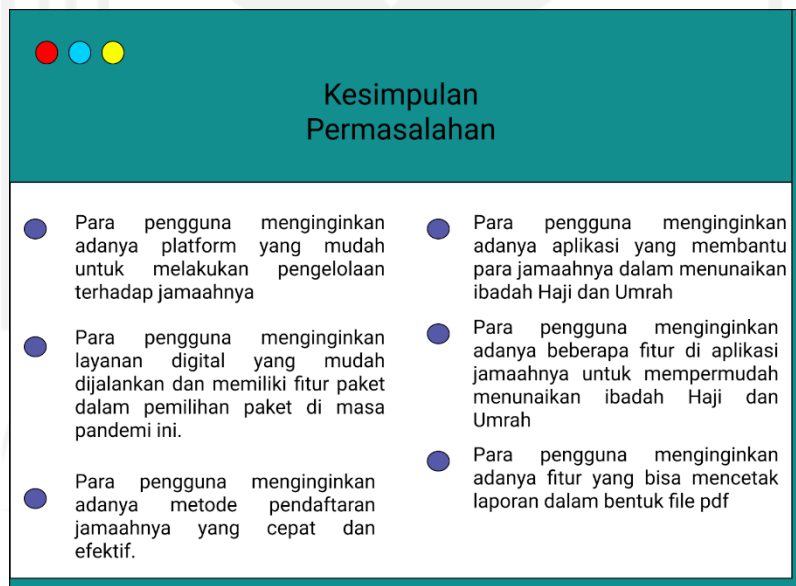 Kesimpulan
Permasalahan
Para pengguna menginginkan
adanya platform yang mudah
untuk melakukan pengelolaan
terhadap jamaahnya
Para pengguna menginginkan
layanan digital yang mudah
dijalankan dan memiliki fitur paket
dalam pemilihan paket di masa
pandemi ini.
Para pengguna menginginkan
adanya metode pendaftaran
jamaahnya yang cepat dan
efektif.
Para pengguna menginginkan
adanya aplikasi yang membantu
para jamaahnya dalam menunaikan
ibadah Haji dan Umrah
Para pengguna menginginkan
adanya beberapa fitur di aplikasi
jamaahnya untuk mempermudah
menunaikan ibadah Haji dan
Umrah
Para pengguna menginginkan
adanya fitur yang bisa mencetak
laporan dalam bentuk file pdf